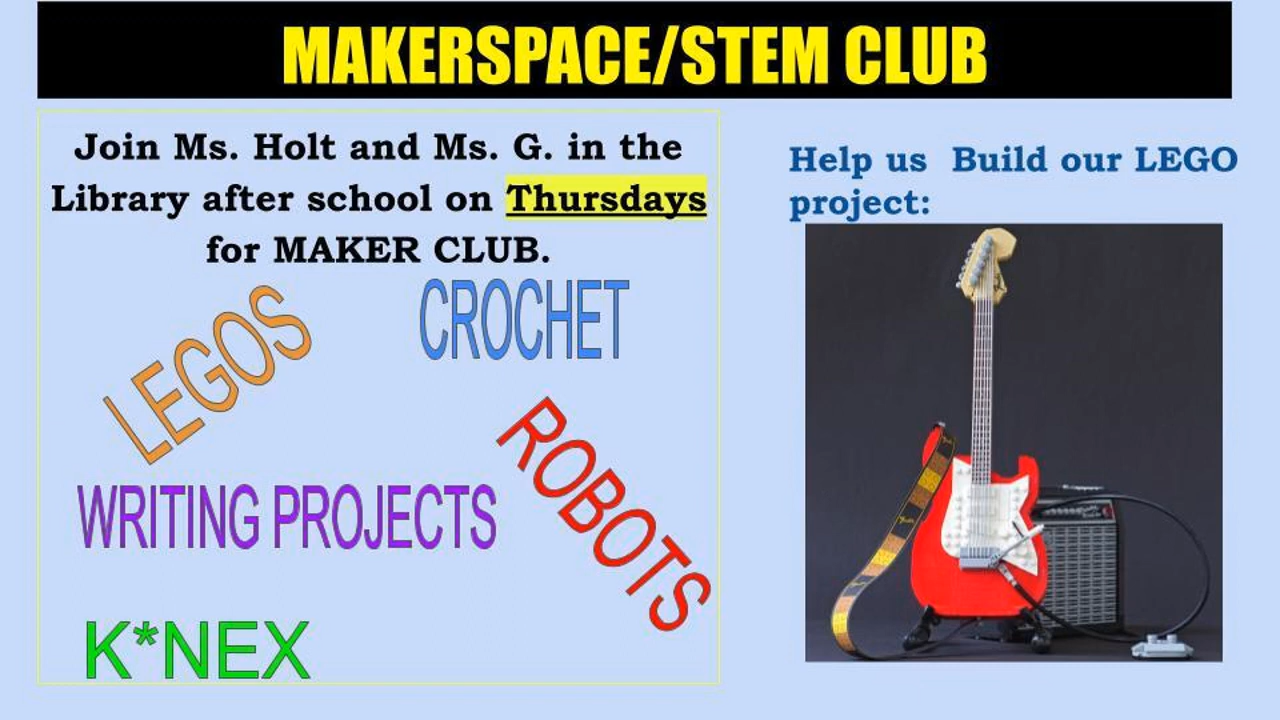 MAKERSPACE/STEM CLUB
Join Ms. Holt and Ms. G. in the
Library after school on Thursdays
for MAKER CLUB.
LEGOS
CROCHET
ROBOTS
WRITING PROJECTS
K*NEX
Help us  Build our LEGO
project: